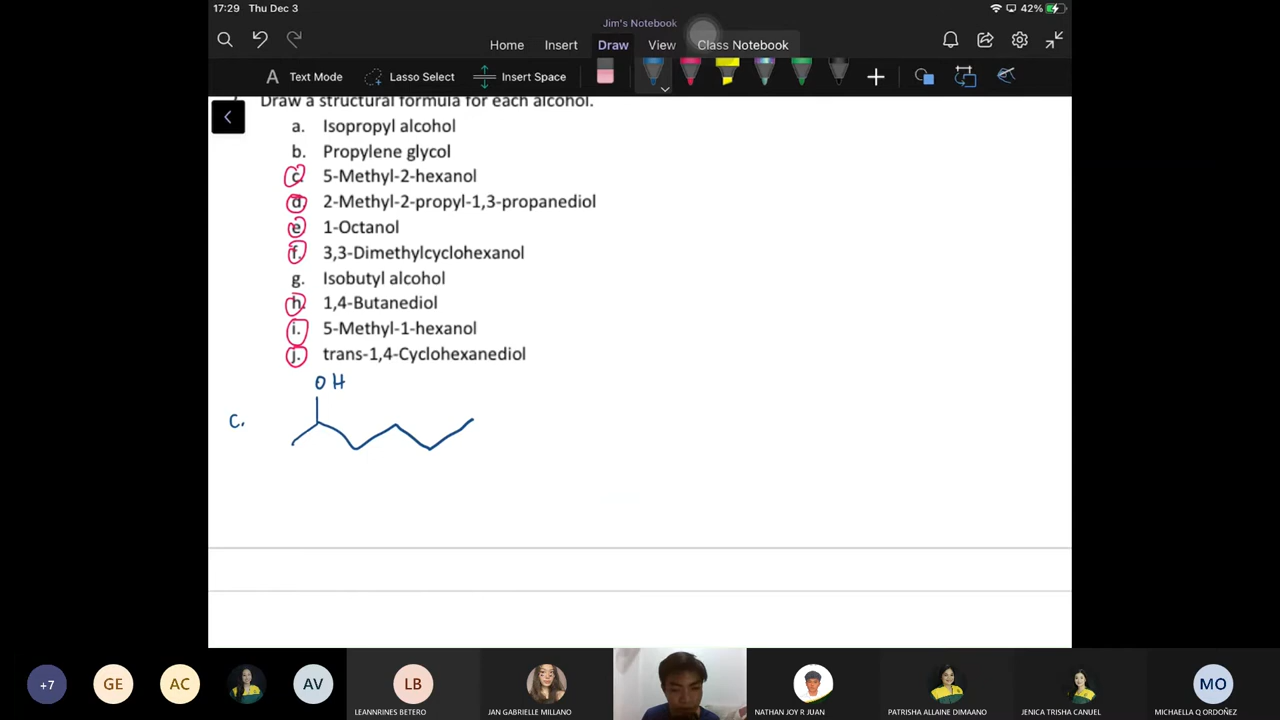 17:29 Thu Dec 3
42%
Jim's Notebook
Home Insert Draw View Class Notebook
Text Mode Lasso Select Insert Space
Draw a structural formula for each alcohol.
a. Isopropyl alcohol
b. Propylene glycol
c. 5-Methyl-2-hexanol
d. 2-Methyl-2-propyl-1,3-propanediol
e. 1-Octanol
f. 3,3-Dimethylcyclohexanol
g. Isobutyl alcohol
h. 1,4-Butanediol
i. 5-Methyl-1-hexanol
j. trans-1,4-Cyclohexanediol
OH
c.
+7 GE AC AV LB MO
LEANNRINES BETERO JAN GABRIELLE MILLANO NATHAN JOY R JUAN PATRISHA ALLAINE DIMAANO JENICA TRISHA CANUEL MICHAELLA Q ORDOÑEZ